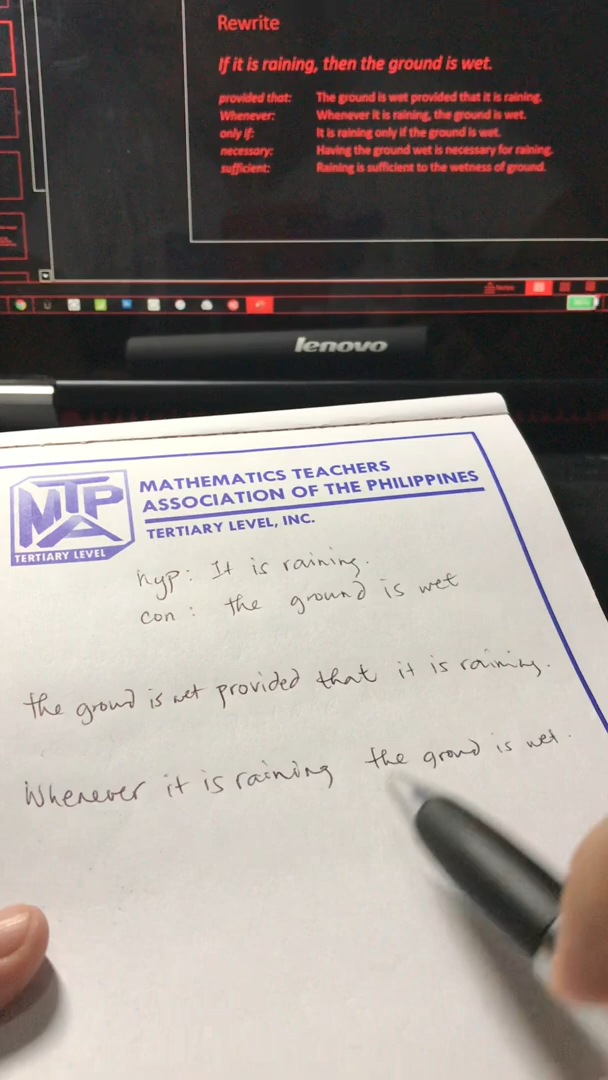 Rewrite
If it is raining, then the ground is wet.
provided that: The ground is wet provided that it is raining.
Whenever: Whenever it is raining, the ground is wet.
only if: It is raining only if the ground is wet.
necessary: Having the ground wet is necessary for raining.
sufficient: Raining is sufficient to the wetness of ground.
Notes
lenovo
MTAP
TERTIARY LEVEL
MATHEMATICS TEACHERS
ASSOCIATION OF THE PHILIPPINES
TERTIARY LEVEL, INC.
hyp: It is raining.
con: the ground is wet
the ground is wet provided that it is raining.
Whenever it is raining the ground is wet.